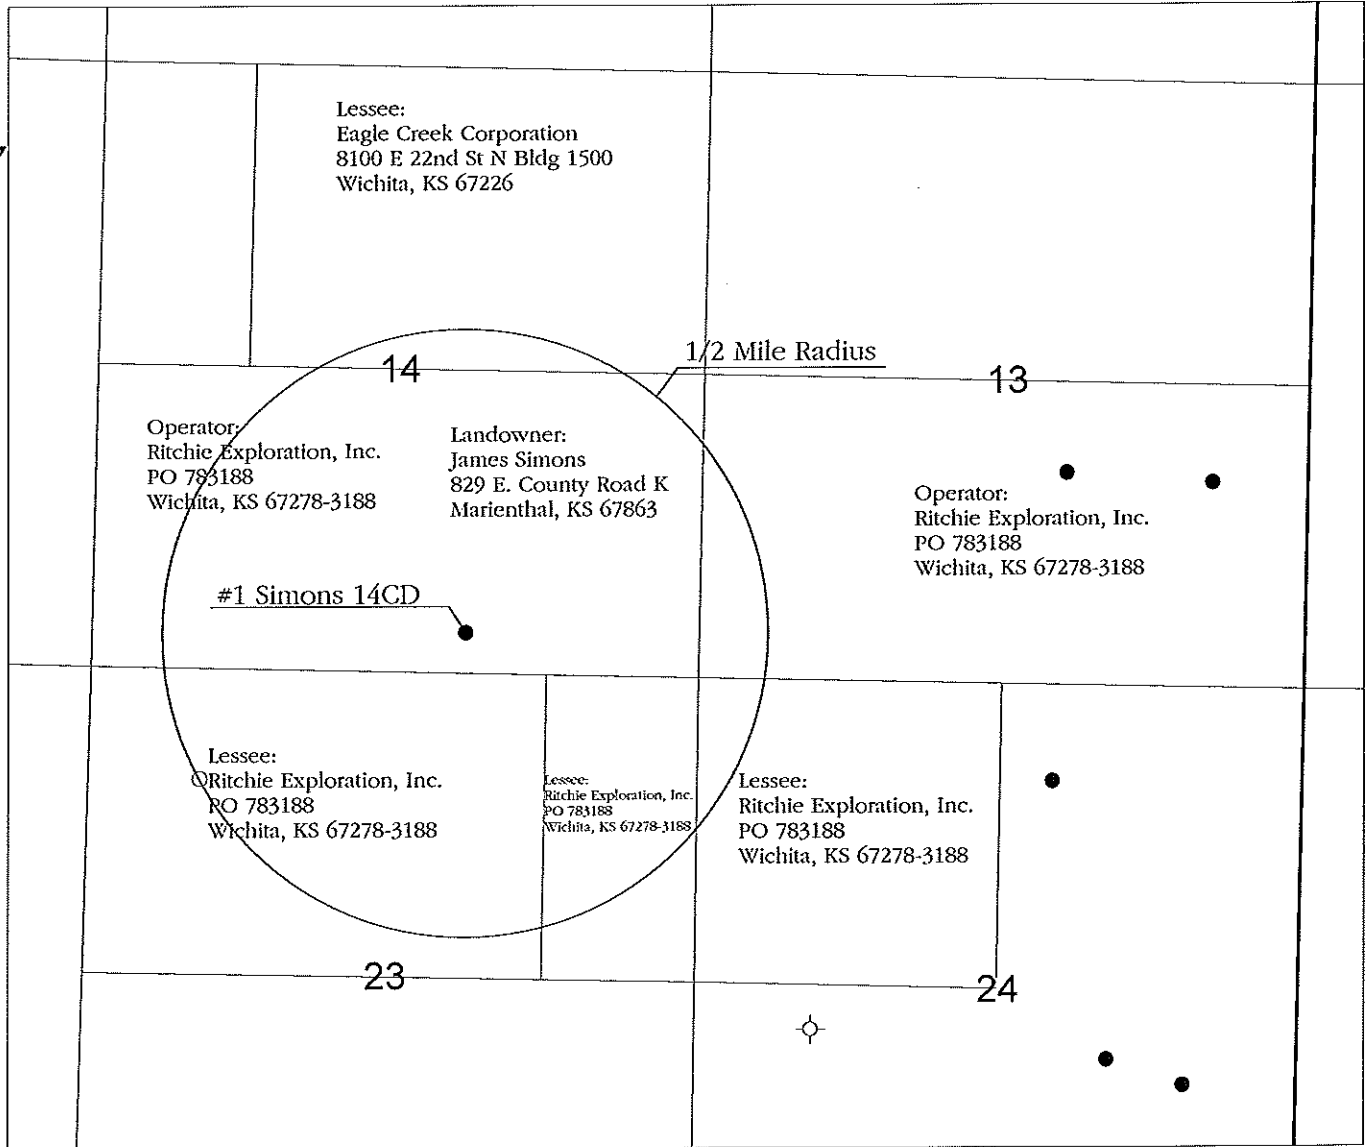 Lessee:
Eagle Creek Corporation
8100 E 22nd St N Bldg 1500
Wichita, KS 67226
1/2 Mile Radius
14
13
Operator:
Ritchie Exploration, Inc.
PO 783188
Wichita, KS 67278-3188
Landowner:
James Simons
829 E. County Road K
Marienthal, KS 67863
Operator:
Ritchie Exploration, Inc.
PO 783188
Wichita, KS 67278-3188
#1 Simons 14CD
Lessee:
Ritchie Exploration, Inc.
PO 783188
Wichita, KS 67278-3188
Lessee:
Ritchie Exploration, Inc.
PO 783188
Wichita, KS 67278-3188
Lessee:
Ritchie Exploration, Inc.
PO 783188
Wichita, KS 67278-3188
23
24